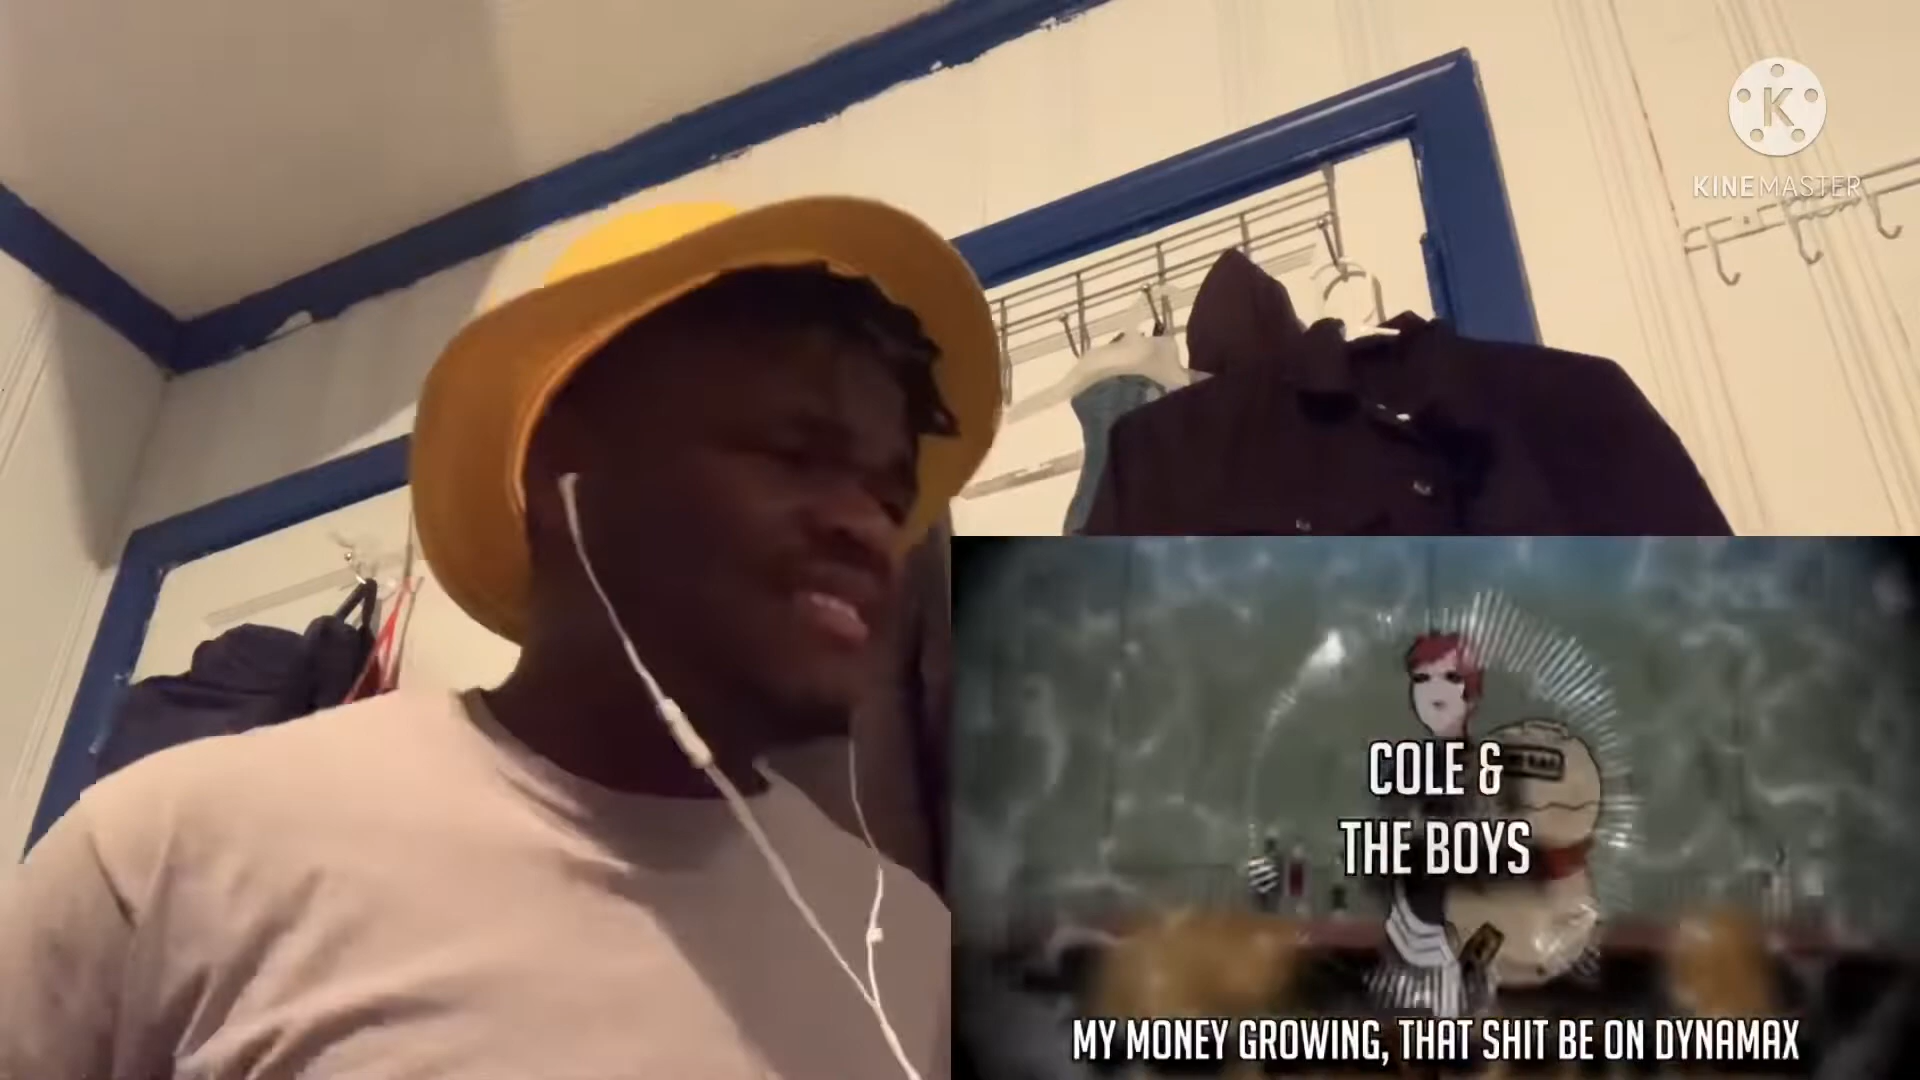 K
KINEMASTER
COLE &
THE BOYS
MY MONEY GROWING, THAT SHIT BE ON DYNAMAX